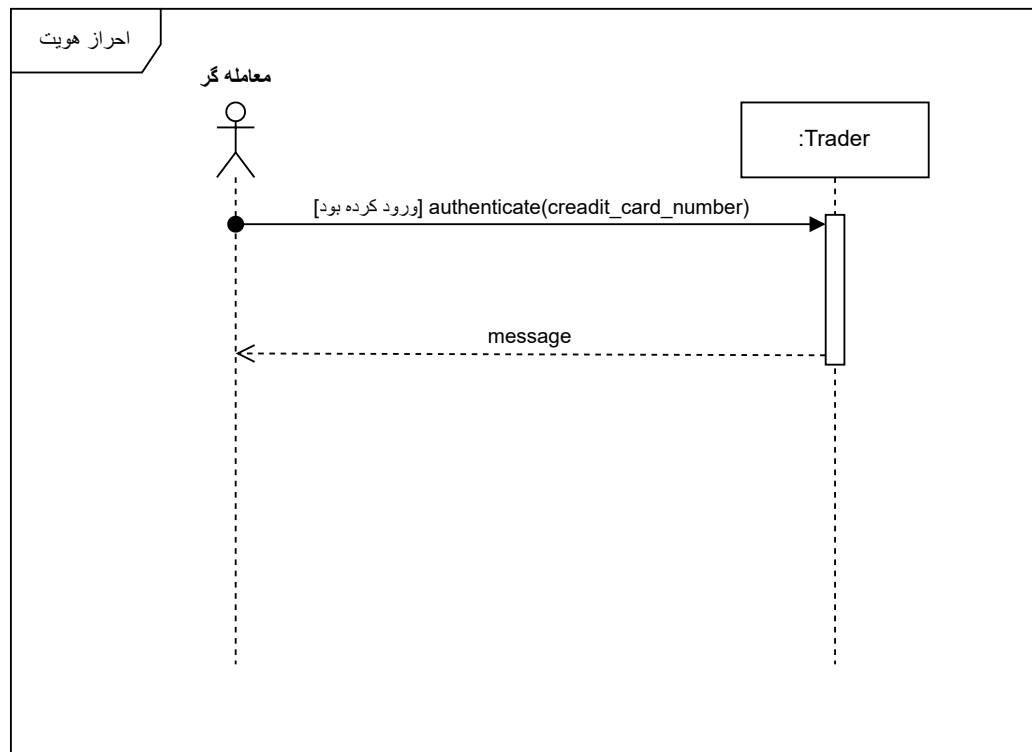 احراز هویت
معامله گر
:Trader
[ورود کرده بود] authenticate(creadit_card_number)
message